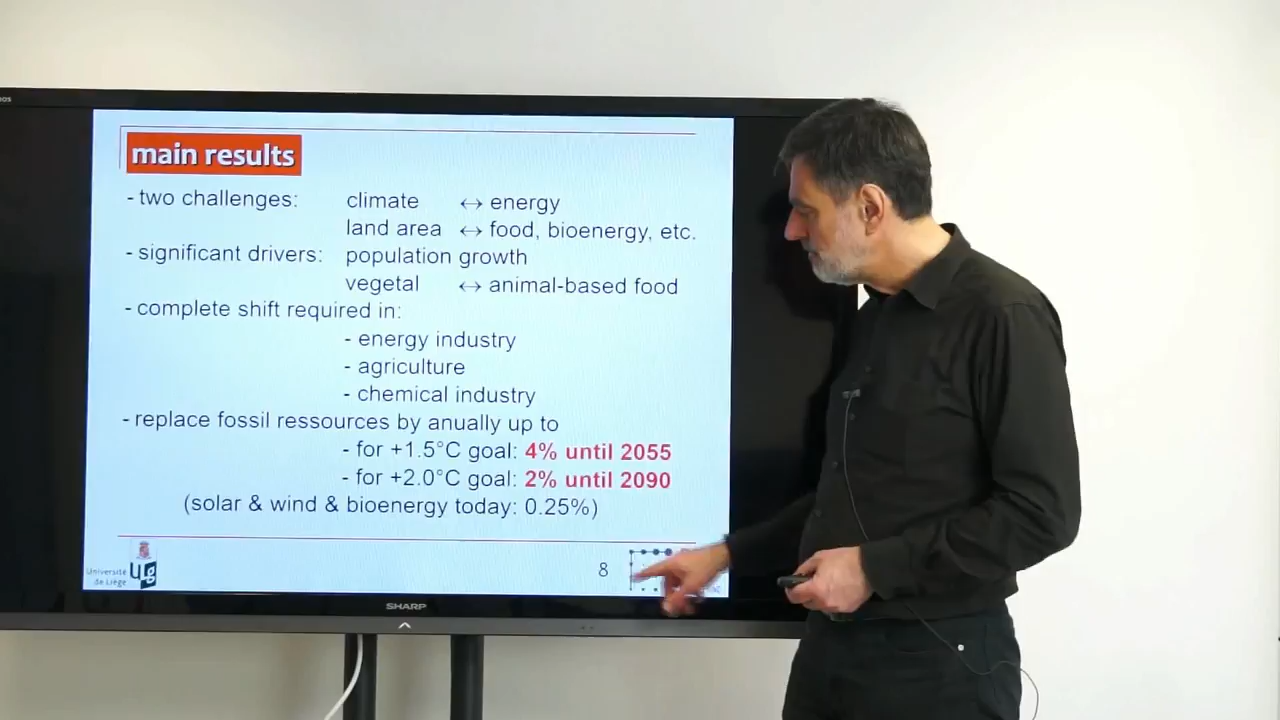 main results
- two challenges: climate ↔ energy
land area ↔ food, bioenergy, etc.
- significant drivers: population growth
vegetal ↔ animal-based food
- complete shift required in:
- energy industry
- agriculture
- chemical industry
- replace fossil ressources by anually up to
- for +1.5°C goal: 4% until 2055
- for +2.0°C goal: 2% until 2090
(solar & wind & bioenergy today: 0.25%)
Université
de Liège
8
SHARP